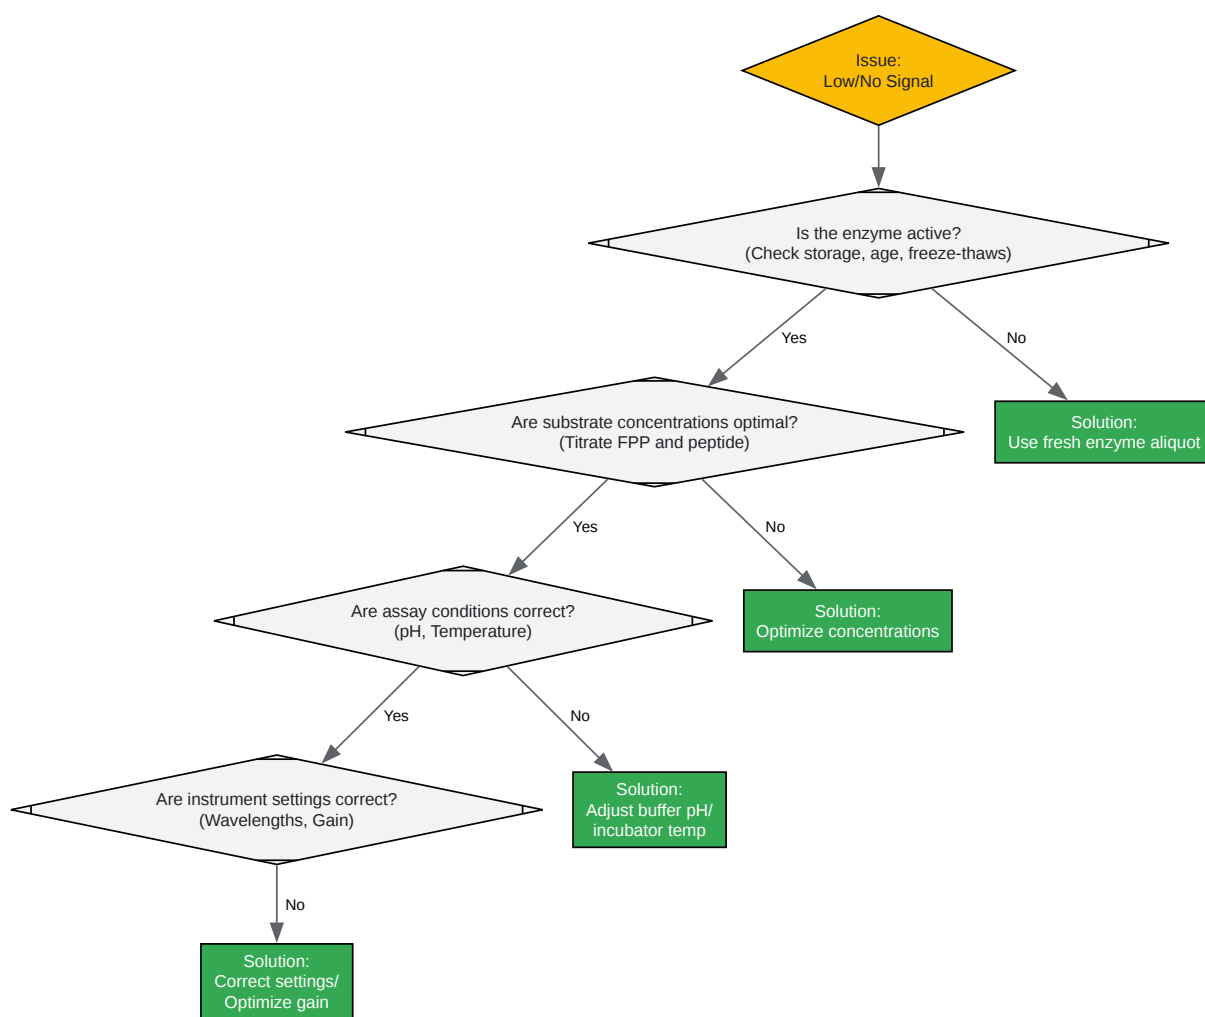 Issue:
Low/No Signal
Is the enzyme active?
(Check storage, age, freeze-thaws)
Yes
No
Are substrate concentrations optimal?
(Titrate FPP and peptide)
Solution:
Use fresh enzyme aliquot
Yes
No
Are assay conditions correct?
(pH, Temperature)
Solution:
Optimize concentrations
Yes
No
Are instrument settings correct?
(Wavelengths, Gain)
Solution:
Adjust buffer pH/
incubator temp
No
Solution:
Correct settings/
Optimize gain